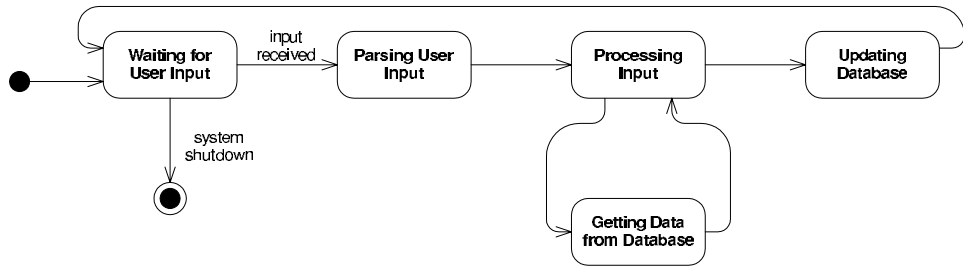 Waiting for
User Input
input
received
Parsing User
Input
Processing
Input
Updating
Database
system
shutdown
Getting Data
from Database